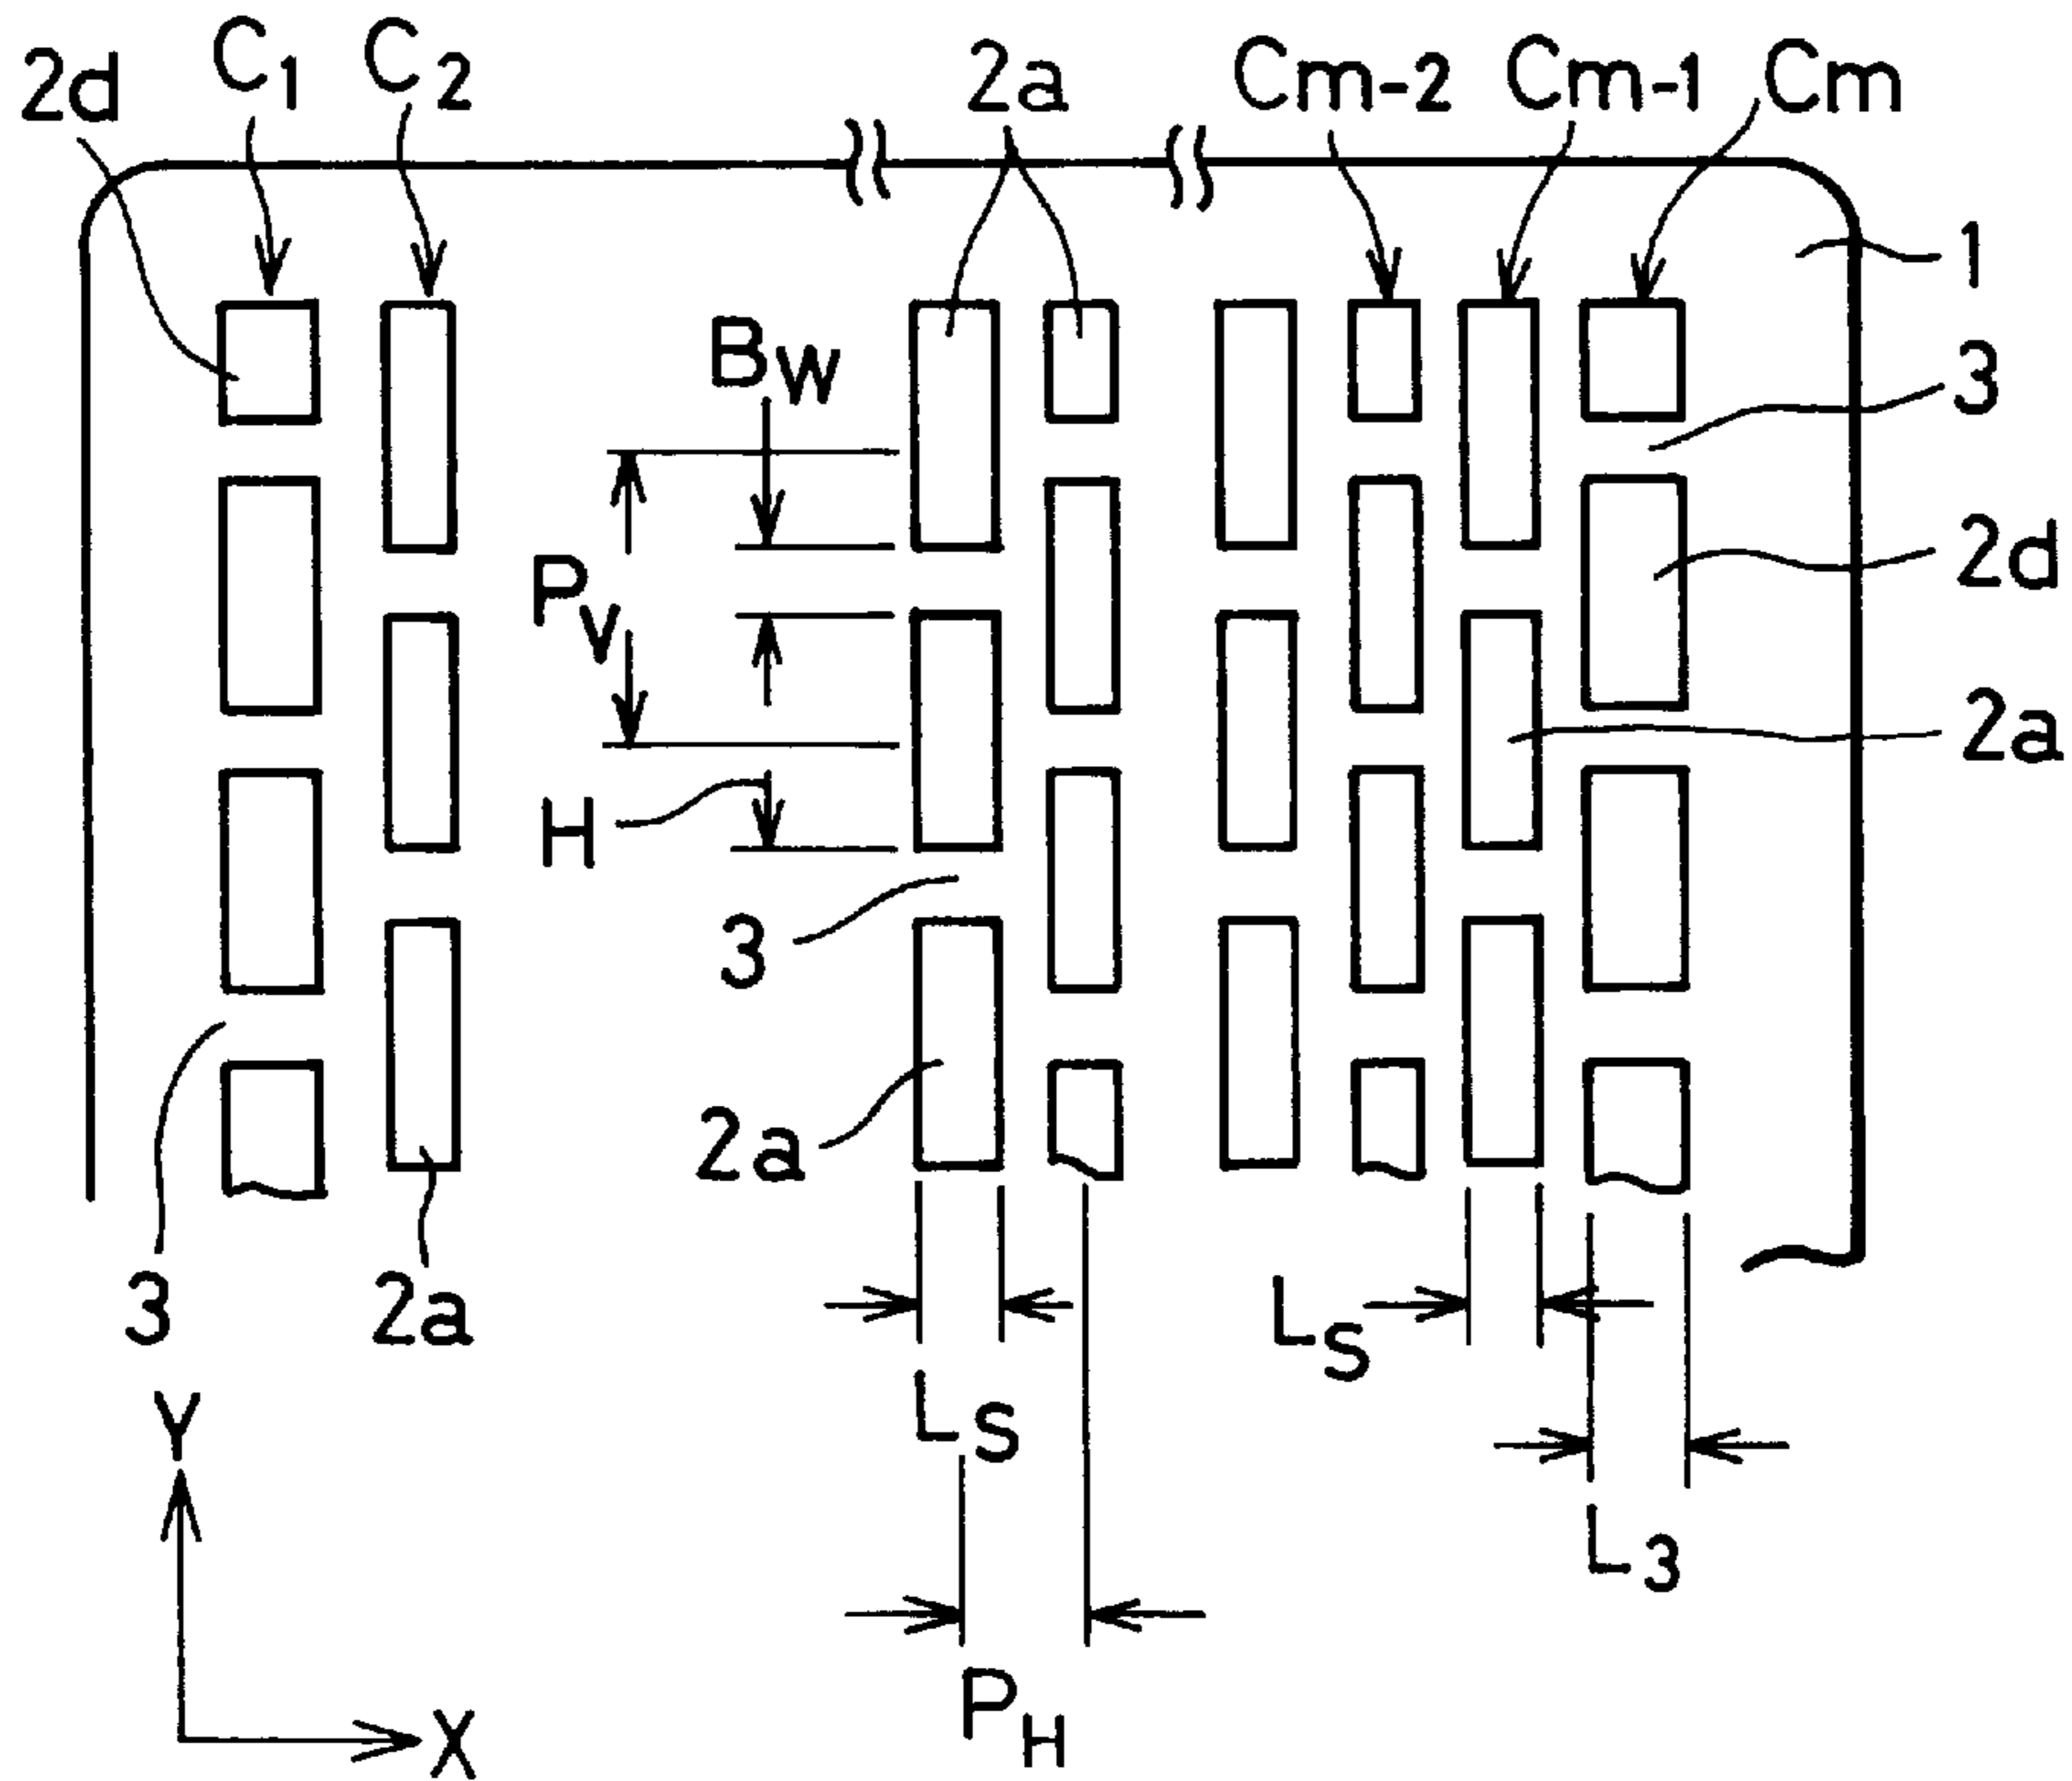 2d C1 C2 2a Cm-2 Cm-1 Cm
1
BW 3
PV 2d
2a
H
3
2a
3 2a LS
LS
Y
L3
PH
X